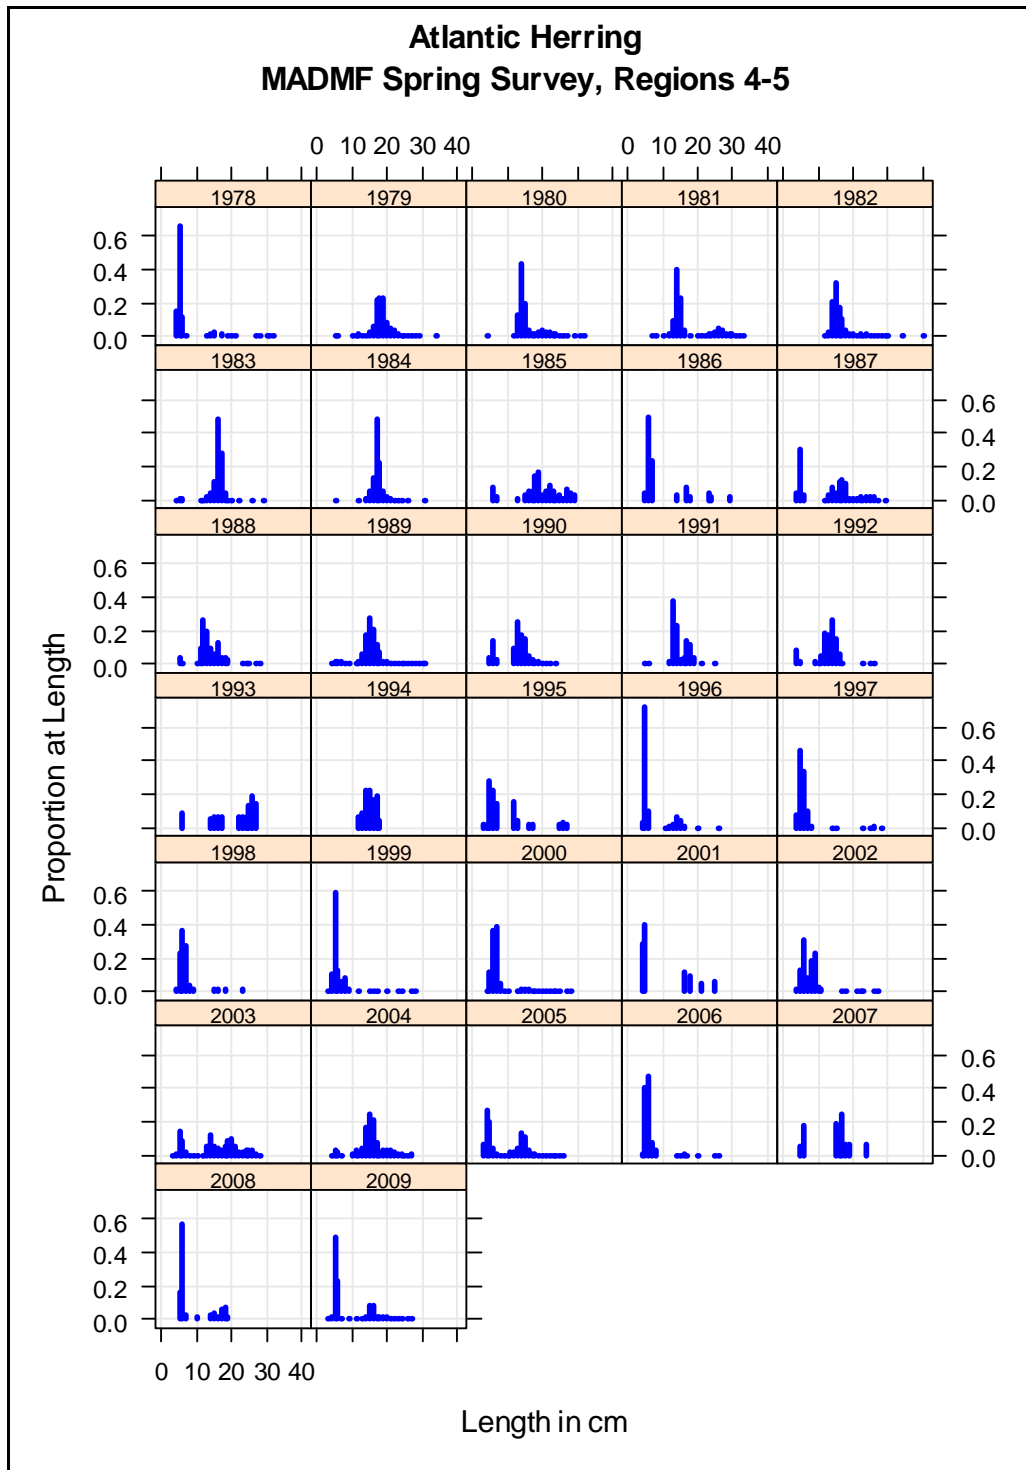 Atlantic Herring
MADMF Spring Survey, Regions 4-5
0 10 20 30 40 0 10 20 30 40
1978 1979 1980 1981 1982
0.6
0.4
0.2
0.0
1983 1984 1985 1986 1987
0.6
0.4
0.2
0.0
1988 1989 1990 1991 1992
0.6
0.4
0.2
0.0
1993 1994 1995 1996 1997
0.6
0.4
0.2
0.0
1998 1999 2000 2001 2002
0.6
0.4
0.2
0.0
2003 2004 2005 2006 2007
0.6
0.4
0.2
0.0
2008 2009
0.6
0.4
0.2
0.0
0 10 20 30 40
Proportion at Length
Length in cm